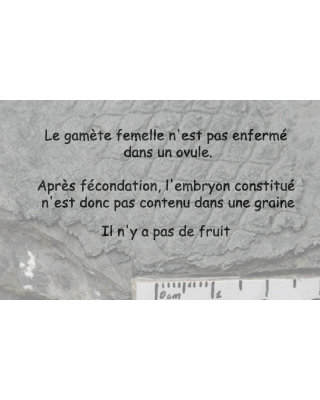 Le gamète femelle n'est pas enfermé
dans un ovule.
Après fécondation, l'embryon constitué
n'est donc pas contenu dans une graine
Il n'y a pas de fruit
0cm 1